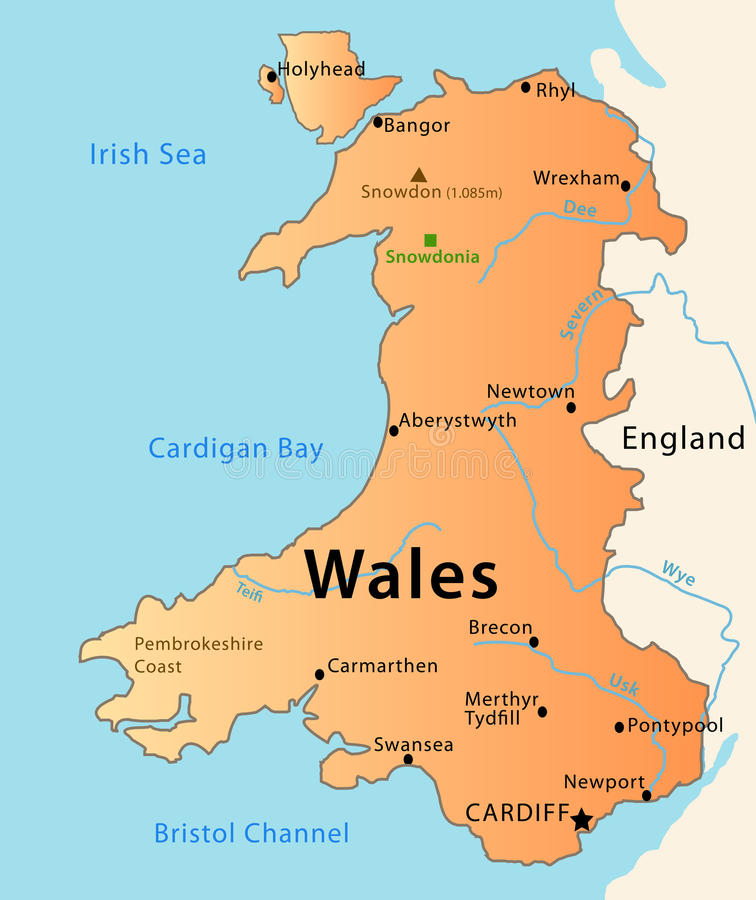 Holyhead
Rhyl
Bangor
Irish Sea
Wrexham
Snowdon (1.085m)
Dee
Snowdonia
Severn
Newtown
Aberystwyth
England
Cardigan Bay
dreamstime
Wales
Wye
Teifi
Brecon
Pembrokeshire
Coast
Carmarthen
Usk
Merthyr
Tydfill
Pontypool
Swansea
Newport
CARDIFF
Bristol Channel